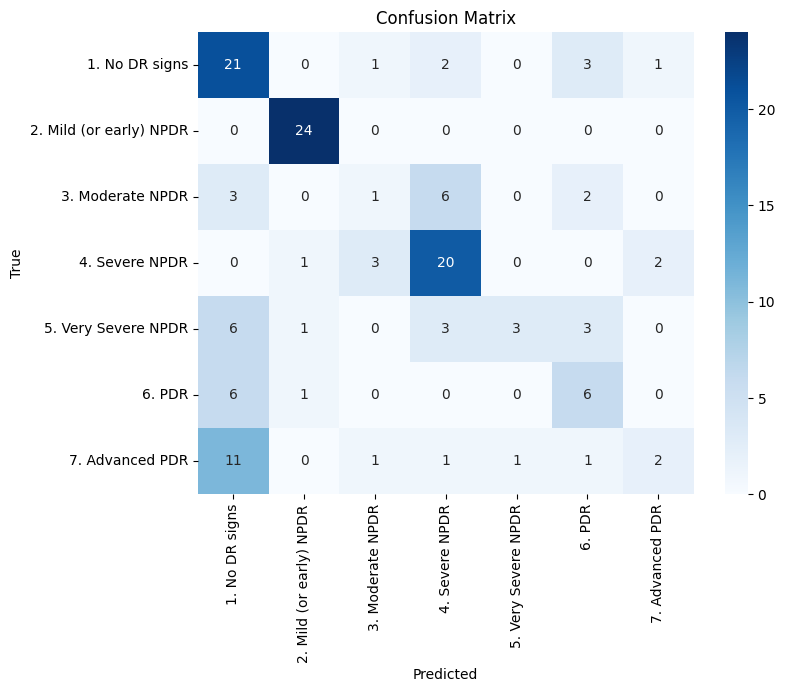 Confusion Matrix
1. No DR signs 21 0 1 2 0 3 1
2. Mild (or early) NPDR 0 24 0 0 0 0 0
3. Moderate NPDR 3 0 1 6 0 2 0
4. Severe NPDR 0 1 3 20 0 0 2
5. Very Severe NPDR 6 1 0 3 3 3 0
6. PDR 6 1 0 0 0 6 0
7. Advanced PDR 11 0 1 1 1 1 2
True
1. No DR signs
2. Mild (or early) NPDR
3. Moderate NPDR
4. Severe NPDR
5. Very Severe NPDR
6. PDR
7. Advanced PDR
Predicted
20
15
10
5
0